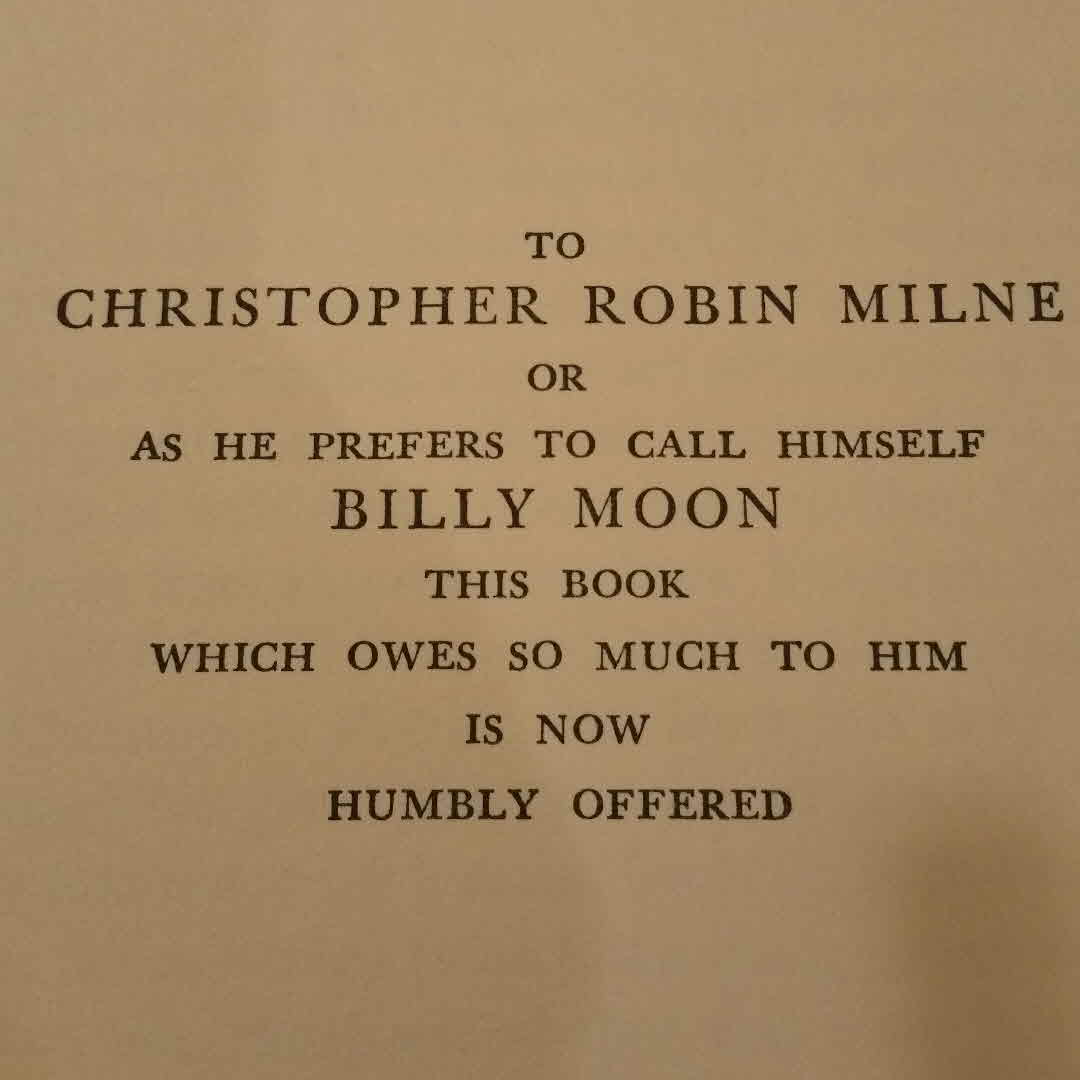 TO
CHRISTOPHER ROBIN MILNE
OR
AS HE PREFERS TO CALL HIMSELF
BILLY MOON
THIS BOOK
WHICH OWES SO MUCH TO HIM
IS NOW
HUMBLY OFFERED